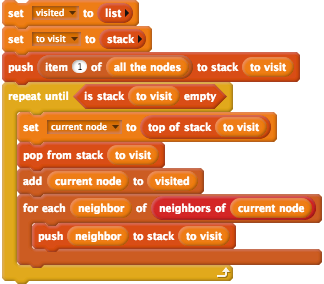 set visited to list
set to visit to stack
push item 1 of all the nodes to stack to visit
repeat until is stack to visit empty
set current node to top of stack to visit
pop from stack to visit
add current node to visited
for each neighbor of neighbors of current node
push neighbor to stack to visit